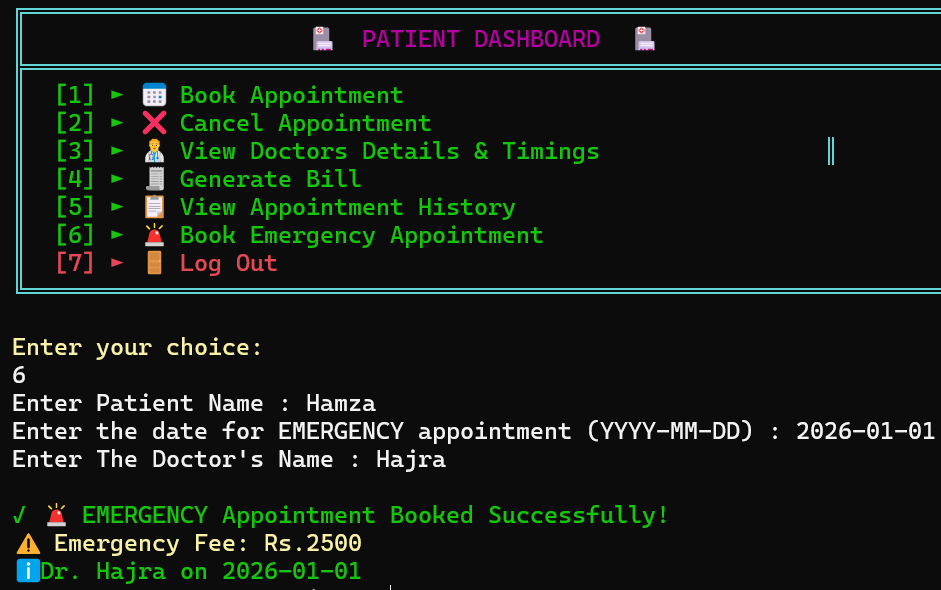 PATIENT DASHBOARD
[1] ► Book Appointment
[2] ► Cancel Appointment
[3] ► View Doctors Details & Timings
[4] ► Generate Bill
[5] ► View Appointment History
[6] ► Book Emergency Appointment
[7] ► Log Out
Enter your choice:
6
Enter Patient Name : Hamza
Enter the date for EMERGENCY appointment (YYYY-MM-DD) : 2026-01-01
Enter The Doctor's Name : Hajra
√ 🚨 EMERGENCY Appointment Booked Successfully!
⚠️ Emergency Fee: Rs.2500
ℹ️Dr. Hajra on 2026-01-01